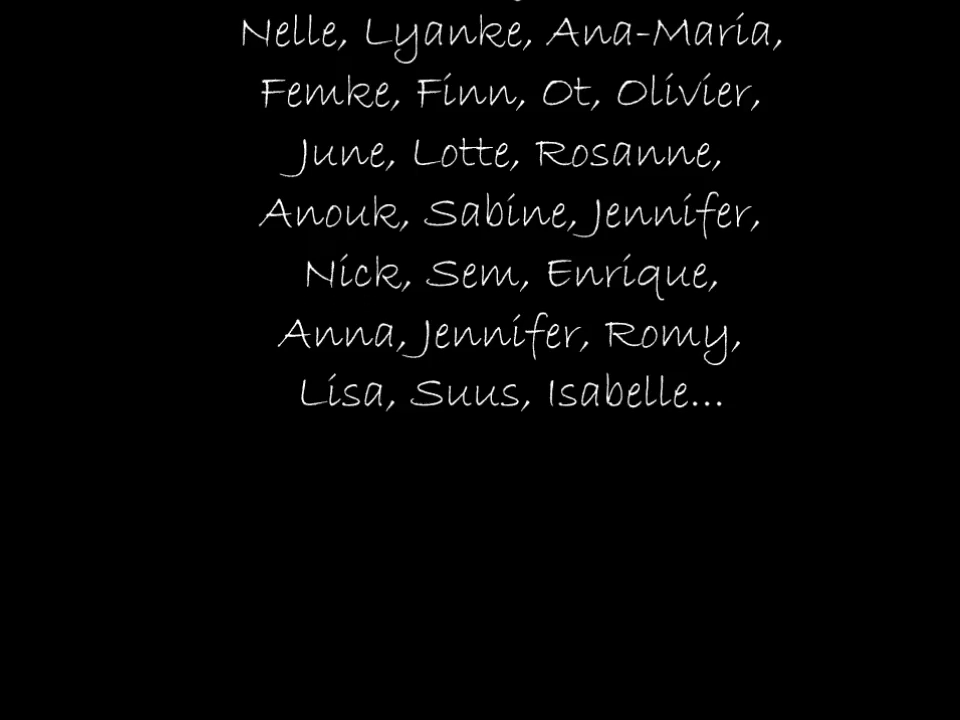 Nelle, Lyanke, Ana-Maria,
Femke, Finn, Ot, Olivier,
June, Lotte, Rosanne,
Anouk, Sabine, Jennifer,
Nick, Sem, Enrique,
Anna, Jennifer, Romy,
Lisa, Suus, Isabelle...